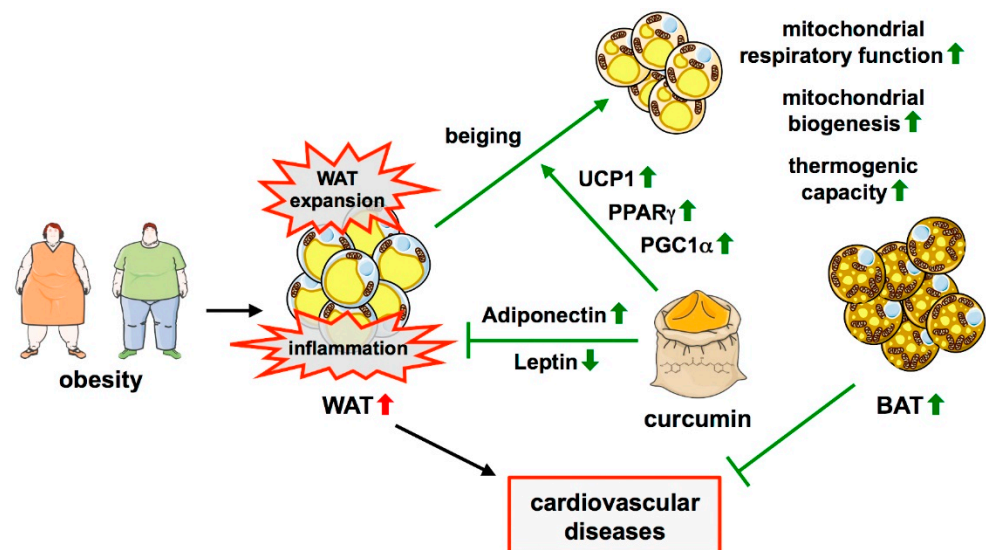 mitochondrial
respiratory function
mitochondrial
biogenesis
thermogenic
capacity
beiging
WAT
expansion
UCP1
PPARγ
PGC1α
Adiponectin
inflammation
Leptin
obesity
WAT
curcumin
BAT
cardiovascular
diseases